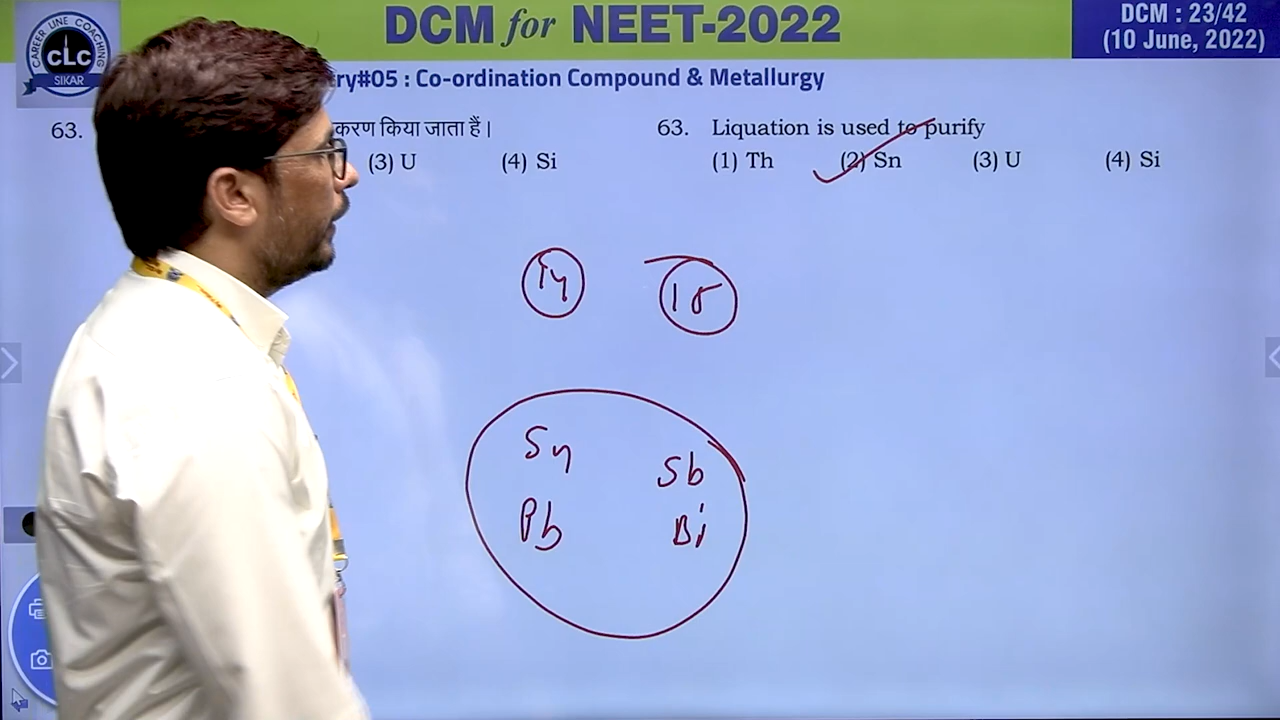 DCM for NEET-2022
DCM : 23/42
(10 June, 2022)
CAREER LINE COACHING
CLC
SIKAR
ry#05 : Co-ordination Compound & Metallurgy
63.
करण किया जाता हैं।
(3) U (4) Si
63. Liquation is used to purify
(1) Th (2) Sn (3) U (4) Si
14 15
Sn Sb
Pb Bi